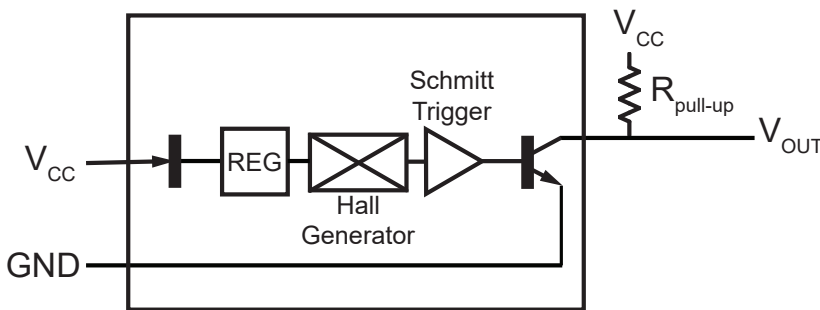 V_CC
R_pull-up
V_OUT
Schmitt
Trigger
V_CC
REG
Hall
Generator
GND